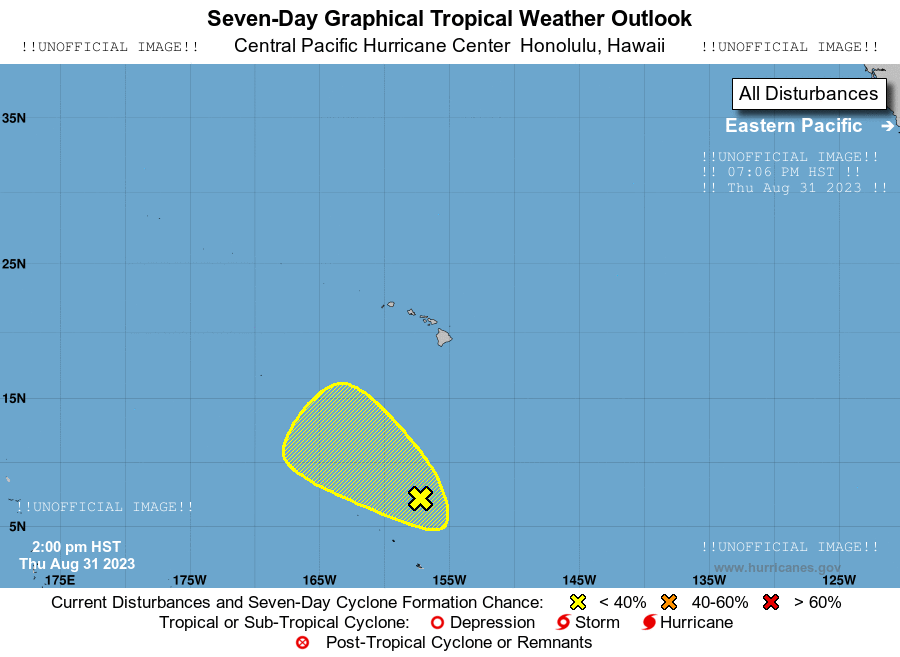 Seven-Day Graphical Tropical Weather Outlook
!!UNOFFICIAL IMAGE!! Central Pacific Hurricane Center Honolulu, Hawaii !!UNOFFICIAL IMAGE!!
All Disturbances
35N
Eastern Pacific →
!!UNOFFICIAL IMAGE!!
!! 07:06 PM HST !!
!! Thu Aug 31 2023 !!
25N
15N
!!UNOFFICIAL IMAGE!!
5N
2:00 pm HST
Thu Aug 31 2023
!!UNOFFICIAL IMAGE!!
www.hurricanes.gov
175E 175W 165W 155W 145W 135W 125W
Current Disturbances and Seven-Day Cyclone Formation Chance: < 40% 40-60% > 60%
Tropical or Sub-Tropical Cyclone: Depression Storm Hurricane
Post-Tropical Cyclone or Remnants